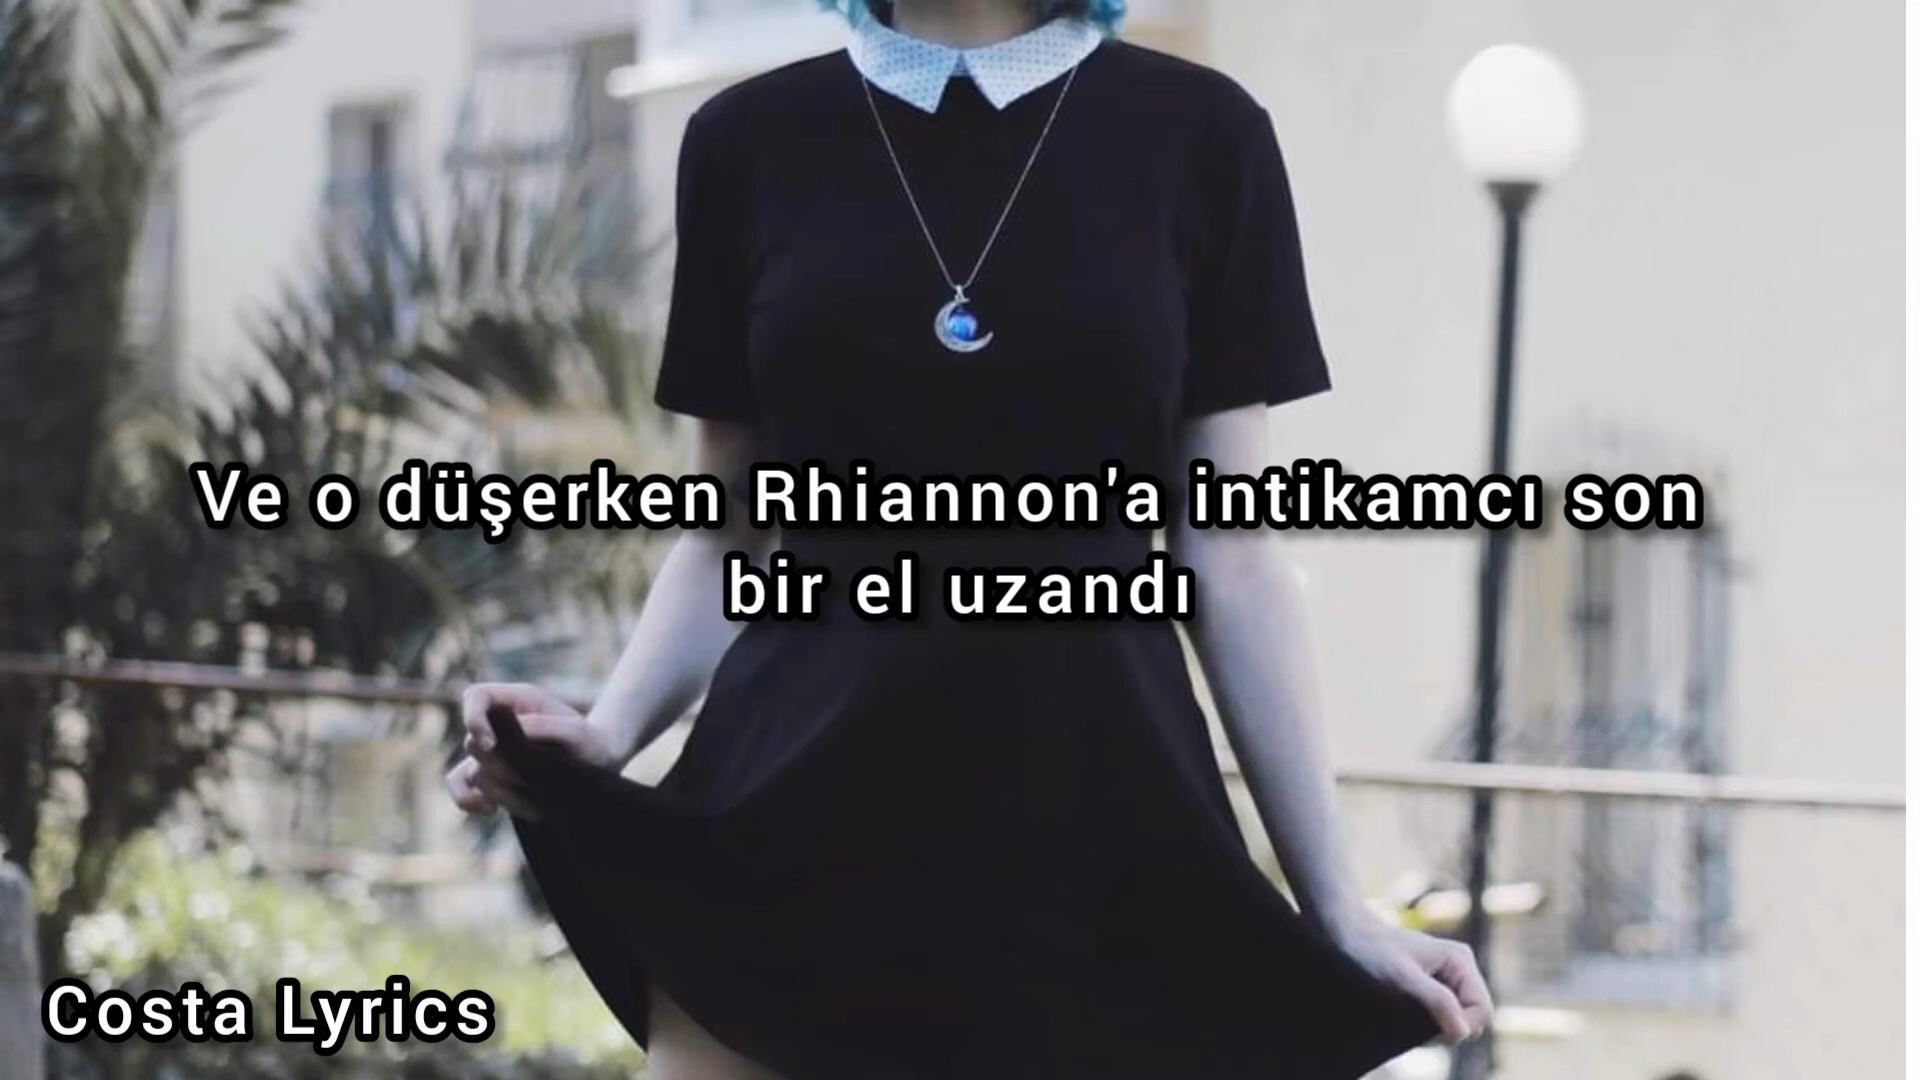 Ve o düşerken Rhiannon'a intikamcı son
bir el uzandı
Costa Lyrics